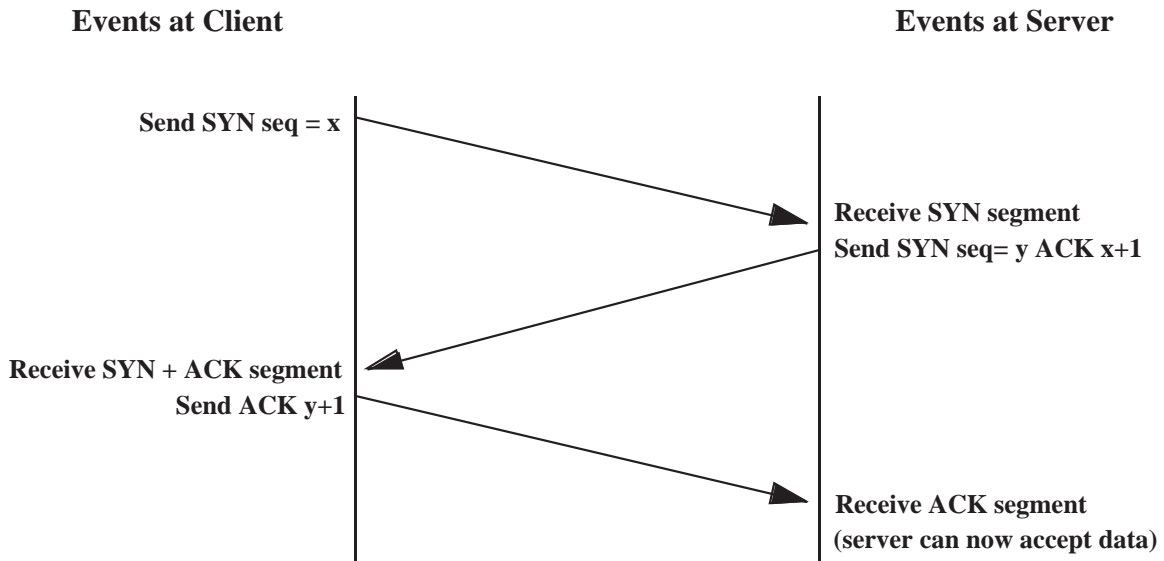 Events at Client
Events at Server
Send SYN seq = x
Receive SYN segment
Send SYN seq= y ACK x+1
Receive SYN + ACK segment
Send ACK y+1
Receive ACK segment
(server can now accept data)